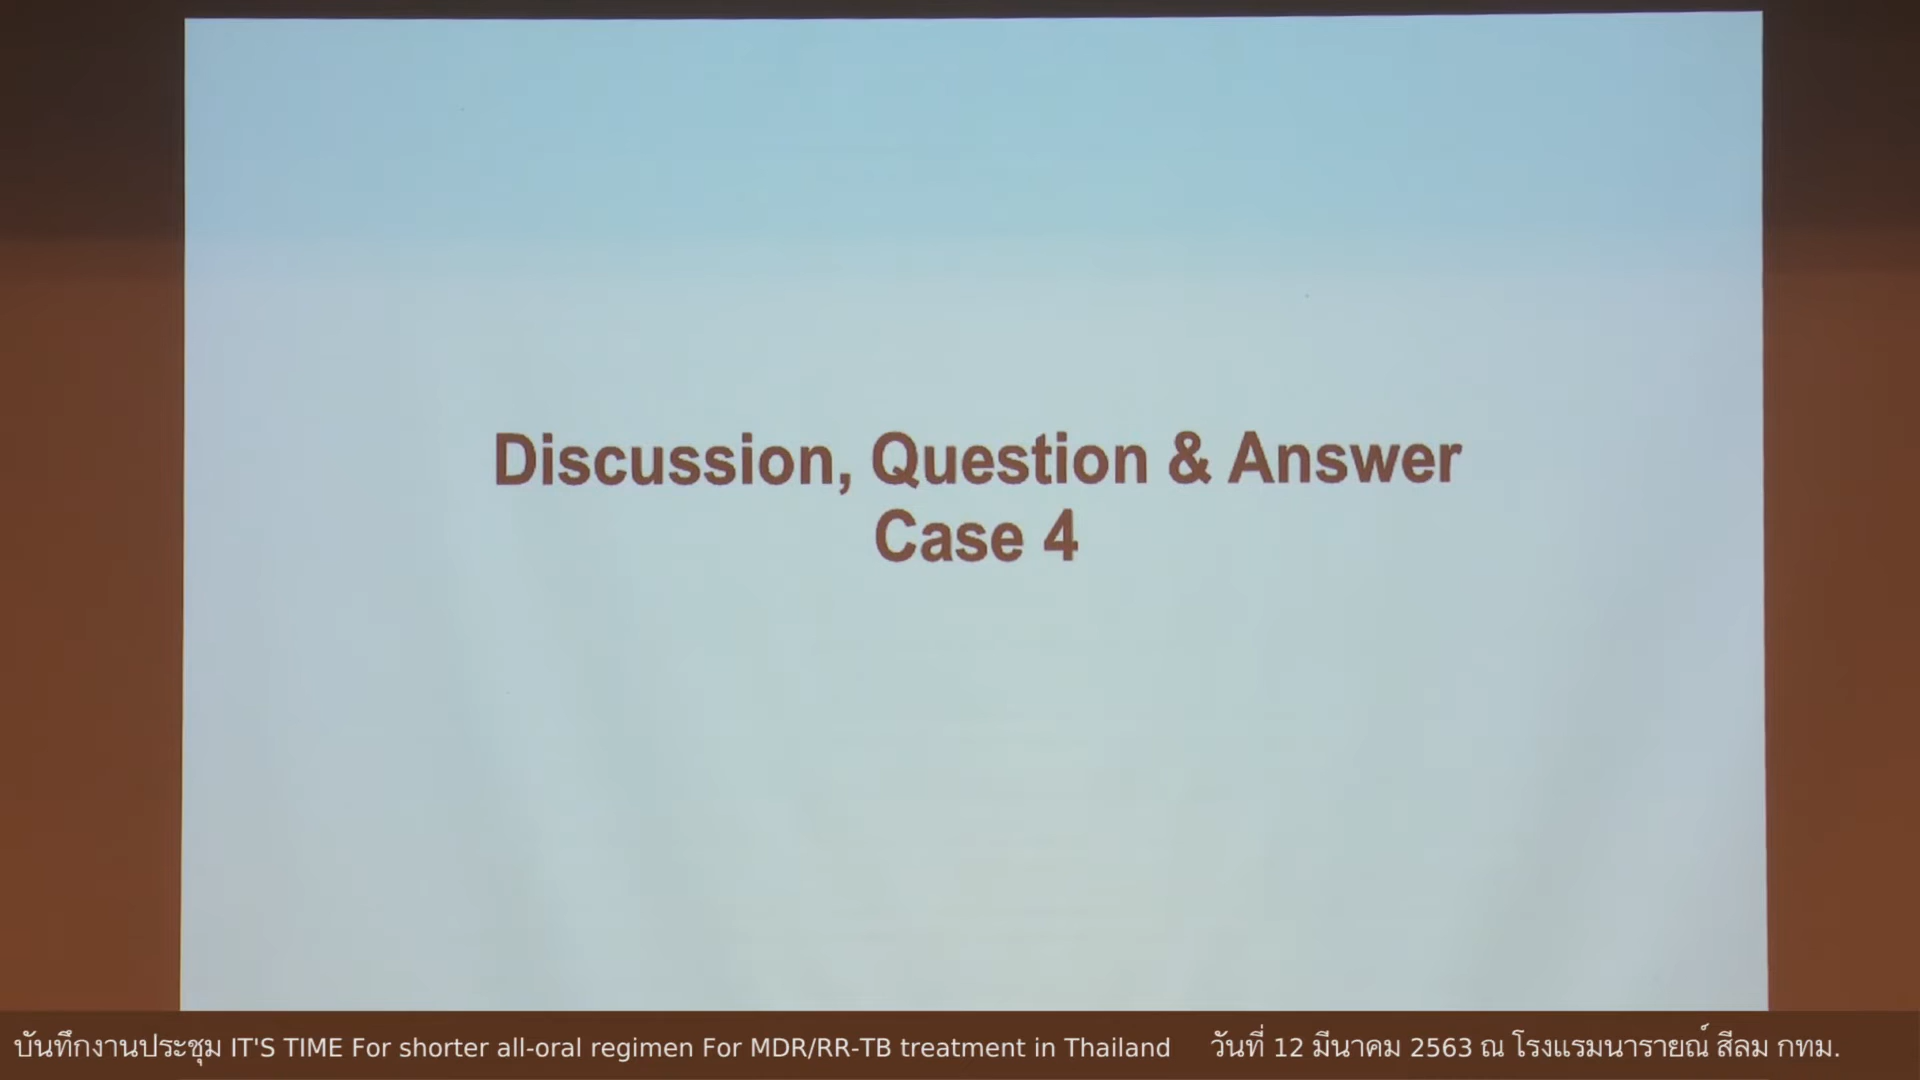 Discussion, Question & Answer
Case 4
บันทึกงานประชุม IT'S TIME For shorter all-oral regimen For MDR/RR-TB treatment in Thailand วันที่ 12 มีนาคม 2563 ณ โรงแรมนารายณ์ สีลม กทม.